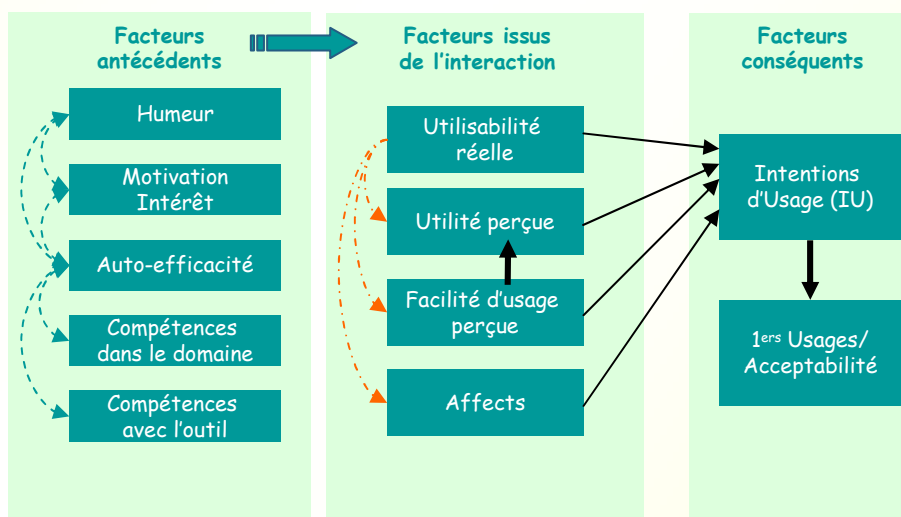 Facteurs
antécédents
Humeur
Motivation
Intérêt
Auto-efficacité
Compétences
dans le domaine
Compétences
avec l'outil
Facteurs issus
de l'interaction
Utilisabilité
réelle
Utilité perçue
Facilité d'usage
perçue
Affects
Facteurs
conséquents
Intentions
d'Usage (IU)
1ers Usages/
Acceptabilité